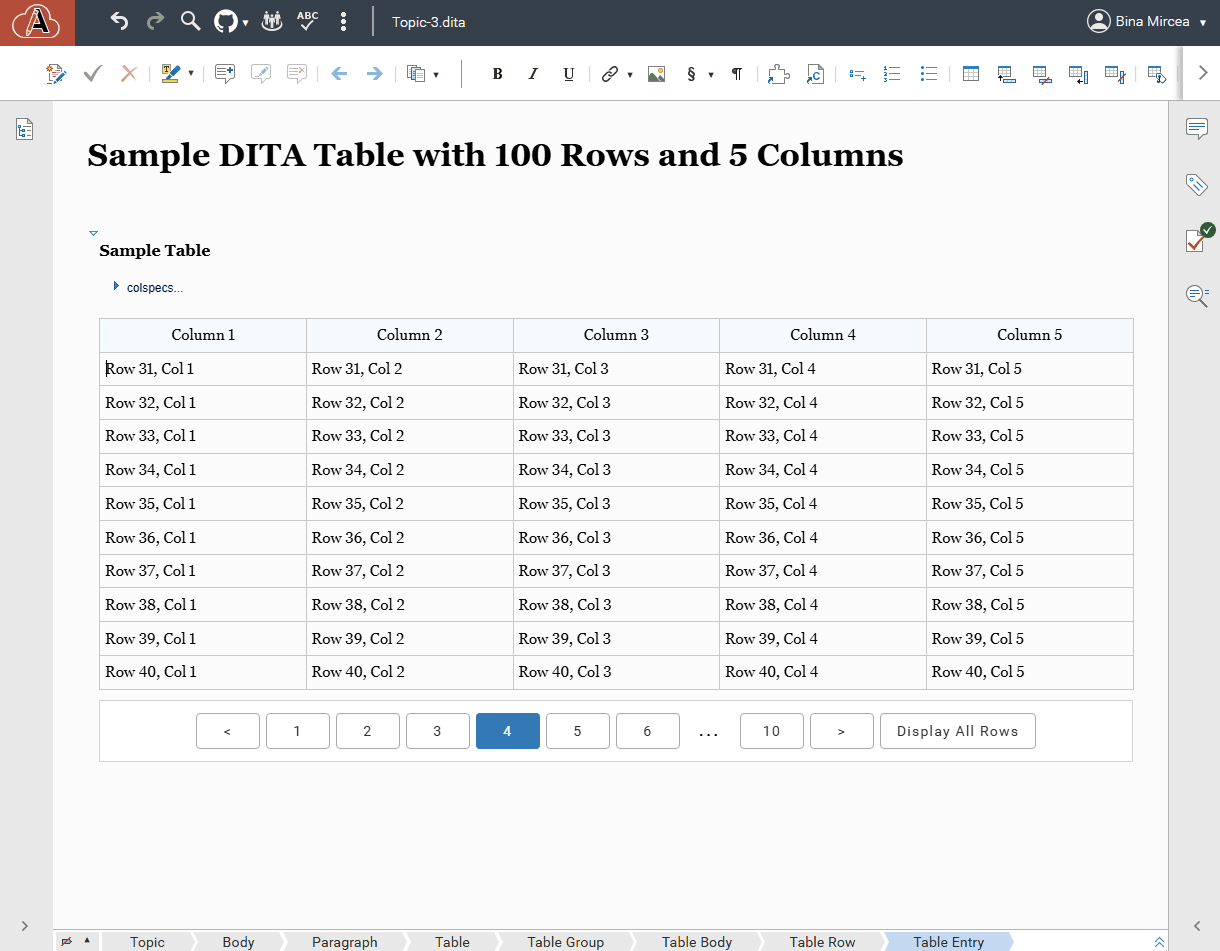 ABC
Topic-3.dita
Bina Mircea
B I U § ¶
Sample DITA Table with 100 Rows and 5 Columns
Sample Table
colspecs...
Column 1 Column 2 Column 3 Column 4 Column 5
Row 31, Col 1 Row 31, Col 2 Row 31, Col 3 Row 31, Col 4 Row 31, Col 5
Row 32, Col 1 Row 32, Col 2 Row 32, Col 3 Row 32, Col 4 Row 32, Col 5
Row 33, Col 1 Row 33, Col 2 Row 33, Col 3 Row 33, Col 4 Row 33, Col 5
Row 34, Col 1 Row 34, Col 2 Row 34, Col 3 Row 34, Col 4 Row 34, Col 5
Row 35, Col 1 Row 35, Col 2 Row 35, Col 3 Row 35, Col 4 Row 35, Col 5
Row 36, Col 1 Row 36, Col 2 Row 36, Col 3 Row 36, Col 4 Row 36, Col 5
Row 37, Col 1 Row 37, Col 2 Row 37, Col 3 Row 37, Col 4 Row 37, Col 5
Row 38, Col 1 Row 38, Col 2 Row 38, Col 3 Row 38, Col 4 Row 38, Col 5
Row 39, Col 1 Row 39, Col 2 Row 39, Col 3 Row 39, Col 4 Row 39, Col 5
Row 40, Col 1 Row 40, Col 2 Row 40, Col 3 Row 40, Col 4 Row 40, Col 5
< 1 2 3 4 5 6 ... 10 > Display All Rows
Topic Body Paragraph Table Table Group Table Body Table Row Table Entry